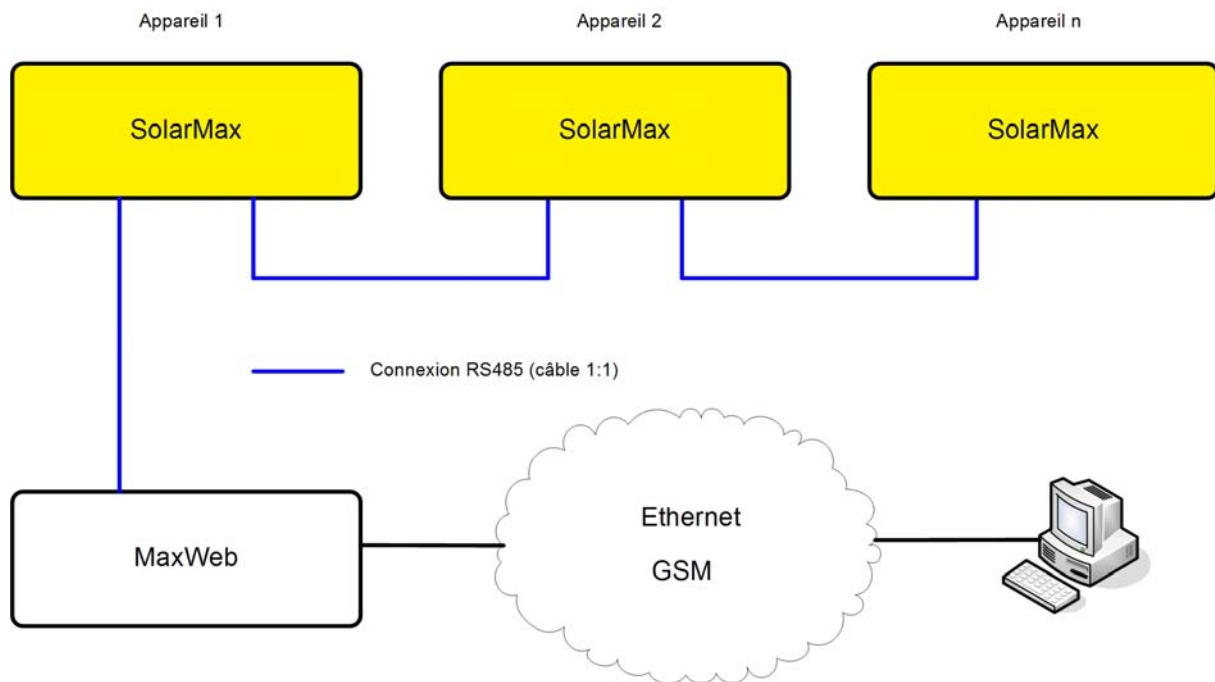 Appareil 1
Appareil 2
Appareil n
SolarMax
SolarMax
SolarMax
Connexion RS485 (câble 1:1)
Ethernet
MaxWeb
GSM